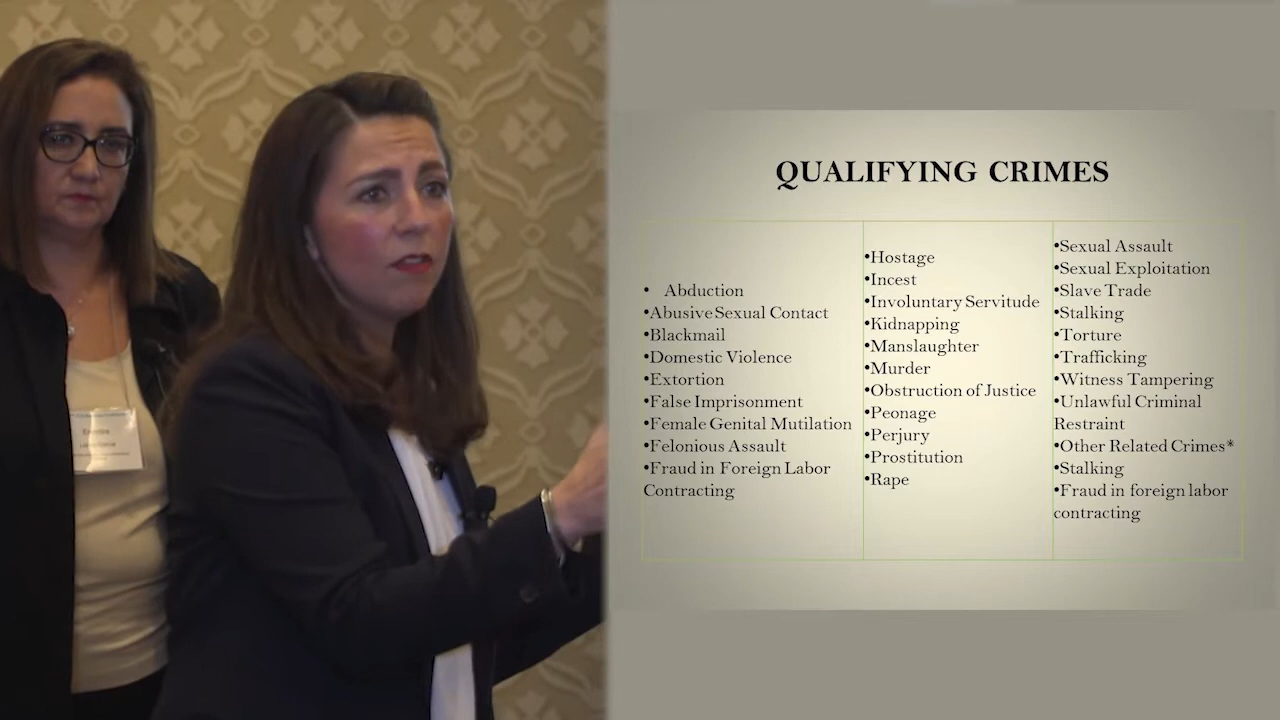 QUALIFYING CRIMES
• Abduction
•Abusive Sexual Contact
•Blackmail
•Domestic Violence
•Extortion
•False Imprisonment
•Female Genital Mutilation
•Felonious Assault
•Fraud in Foreign Labor
Contracting
•Hostage
•Incest
•Involuntary Servitude
•Kidnapping
•Manslaughter
•Murder
•Obstruction of Justice
•Peonage
•Perjury
•Prostitution
•Rape
•Sexual Assault
•Sexual Exploitation
•Slave Trade
•Stalking
•Torture
•Trafficking
•Witness Tampering
•Unlawful Criminal
Restraint
•Other Related Crimes*
•Stalking
•Fraud in foreign labor
contracting